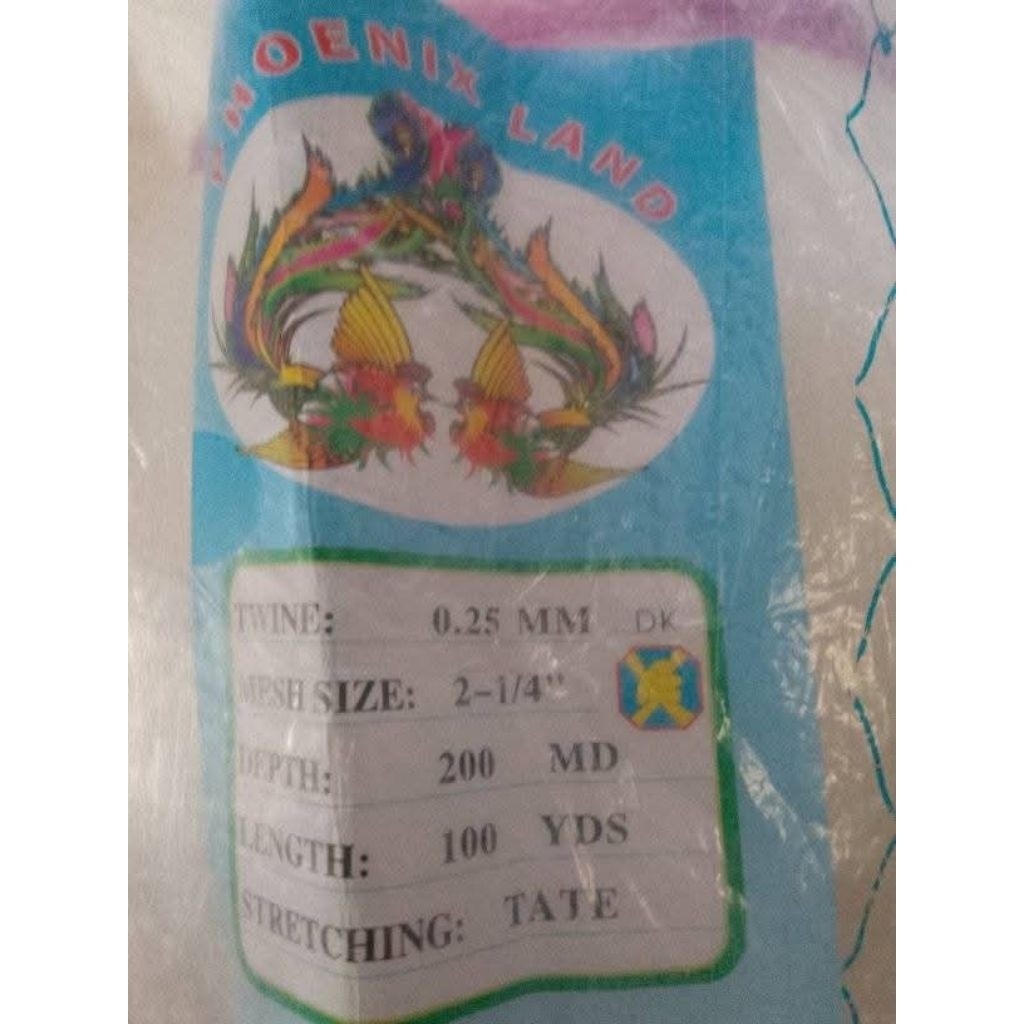 PHOENIX LAND
TWINE: 0.25 MM DK
MESH SIZE: 2-1/4"
DEPTH: 200 MD
LENGTH: 100 YDS
STRETCHING: TATE